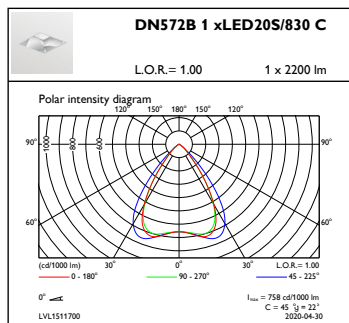 DN572B 1 xLED20S/830 C
L.O.R.= 1.00 1 x 2200 lm
Polar intensity diagram
120° 150° 180° 150° 120°
90° 1000 800 600 90°
60° 60°
(cd/1000 lm) 30° 0° 30° L.O.R.= 1.00
0 - 180° 90 - 270° 45 - 225°
0° Imax = 758 cd/1000 lm
C = 45 °g = 22°
LVL1511700 2020-04-30